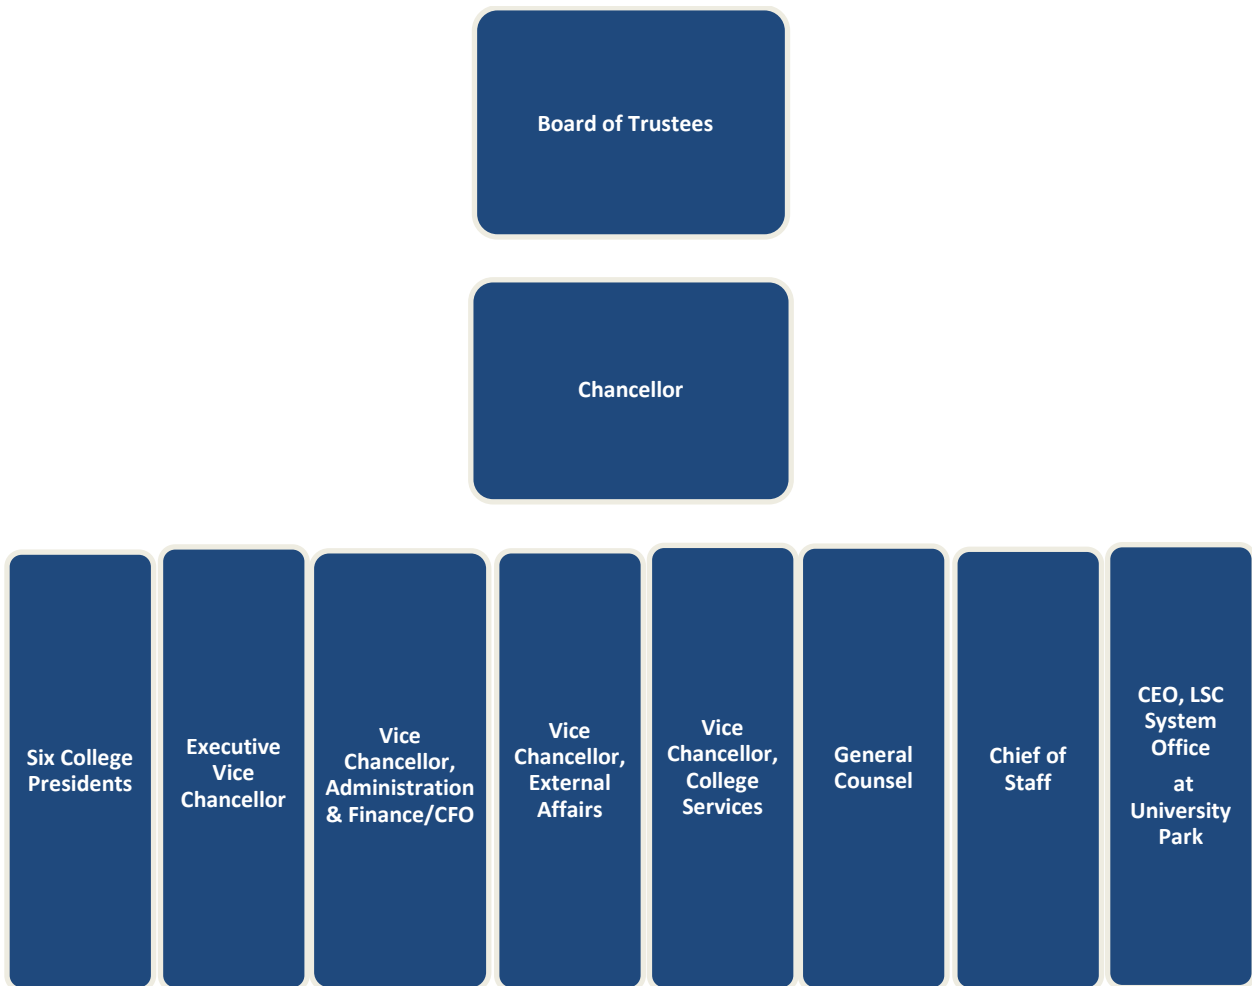 Board of Trustees
Chancellor
Six College
Presidents
Executive
Vice
Chancellor
Vice
Chancellor,
Administration
& Finance/CFO
Vice
Chancellor,
External
Affairs
Vice
Chancellor,
College
Services
General
Counsel
Chief of
Staff
CEO, LSC
System
Office
at
University
Park